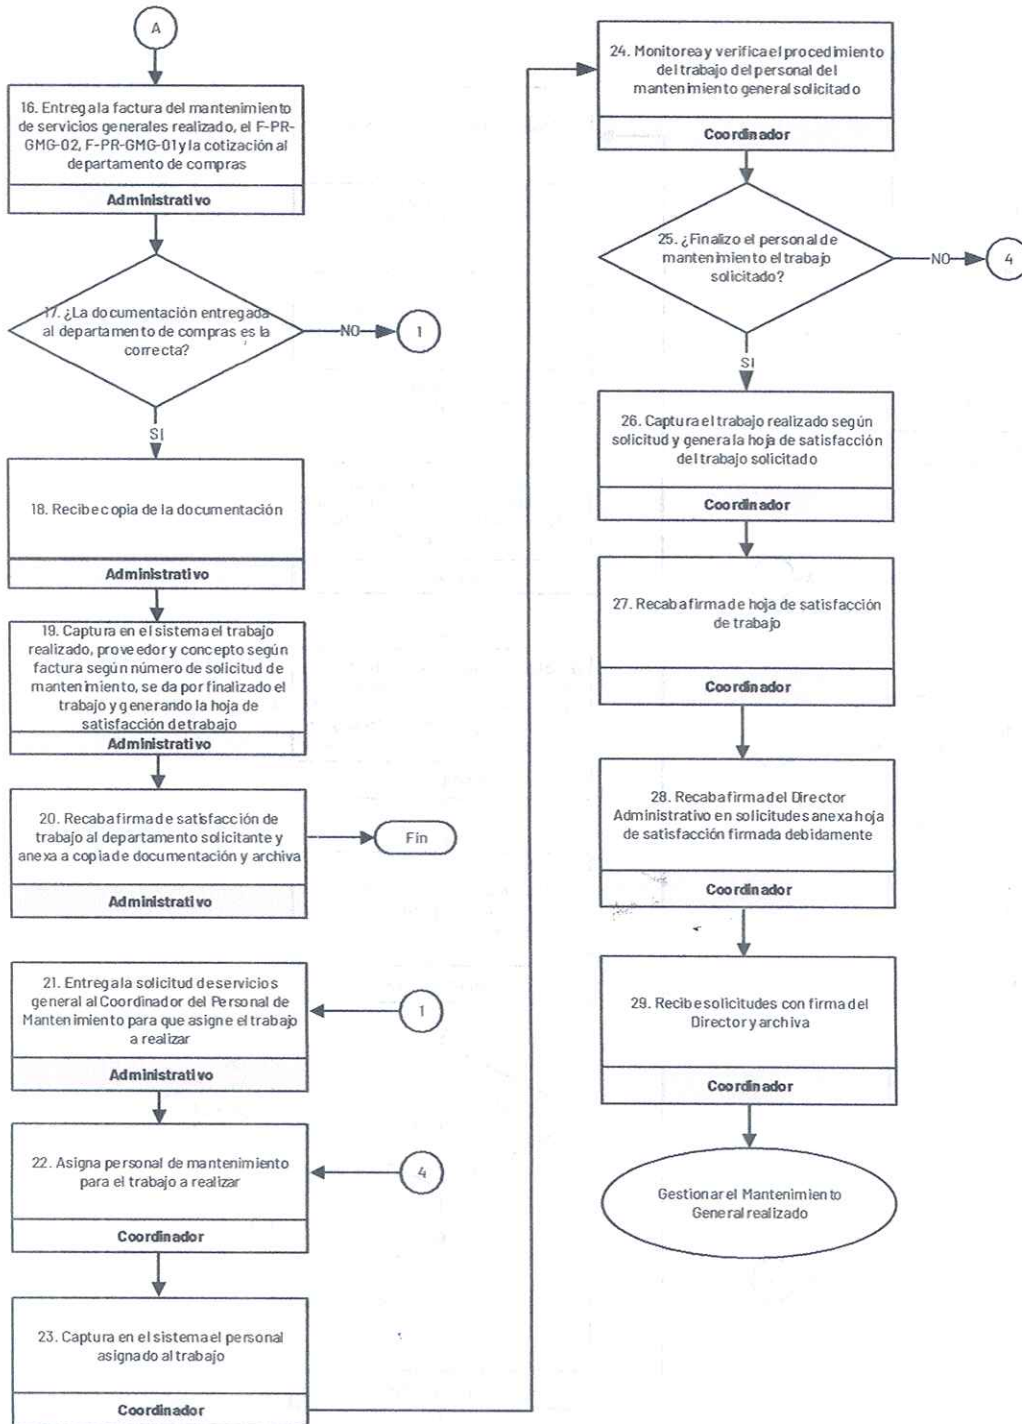 A
16. Entrega la factura del mantenimiento
de servicios generales realizado, el F-PR-
GMG-02, F-PR-GMG-01 y la cotización al
departamento de compras
Administrativo
17. ¿La documentación entregada
al departamento de compras es la
correcta?
NO
1
SI
18. Recibe copia de la documentación
Administrativo
19. Captura en el sistema el trabajo
realizado, proveedor y concepto según
factura según número de solicitud de
mantenimiento, se da por finalizado el
trabajo y generando la hoja de
satisfacción de trabajo
Administrativo
20. Recaba firma de satisfacción de
trabajo al departamento solicitante y
anexa a copia de documentación y archiva
Administrativo
Fin
21. Entrega la solicitud de servicios
general al Coordinador del Personal de
Mantenimiento para que asigne el trabajo
a realizar
Administrativo
1
22. Asigna personal de mantenimiento
para el trabajo a realizar
Coordinador
4
23. Captura en el sistema el personal
asignado al trabajo
Coordinador
24. Monitorea y verifica el procedimiento
del trabajo del personal del
mantenimiento general solicitado
Coordinador
25. ¿Finalizo el personal de
mantenimiento el trabajo
solicitado?
NO
4
SI
26. Captura el trabajo realizado según
solicitud y genera la hoja de satisfacción
del trabajo solicitado
Coordinador
27. Recaba firma de hoja de satisfacción
de trabajo
Coordinador
28. Recaba firma del Director
Administrativo en solicitudes anexa hoja
de satisfacción firmada debidamente
Coordinador
29. Recibe solicitudes con firma del
Director y archiva
Coordinador
Gestionar el Mantenimiento
General realizado